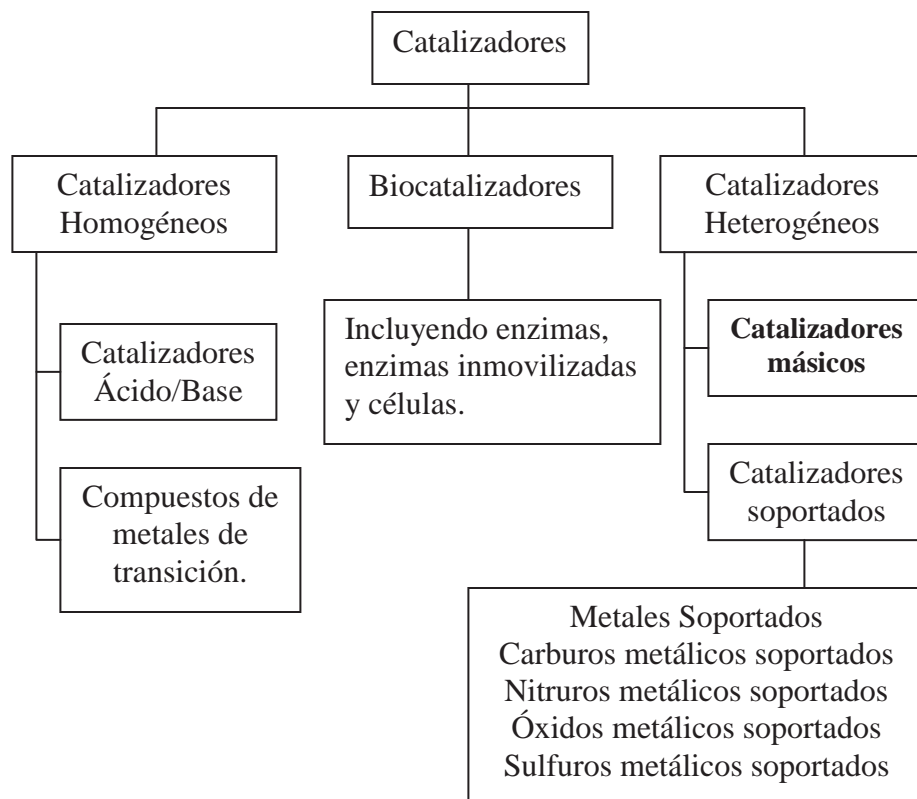 Catalizadores
Catalizadores
Homogéneos
Biocatalizadores
Catalizadores
Heterogéneos
Catalizadores
Ácido/Base
Compuestos de
metales de
transición.
Incluyendo enzimas,
enzimas inmovilizadas
y células.
Catalizadores
másicos
Catalizadores
soportados
Metales Soportados
Carburos metálicos soportados
Nitruros metálicos soportados
Óxidos metálicos soportados
Sulfuros metálicos soportados